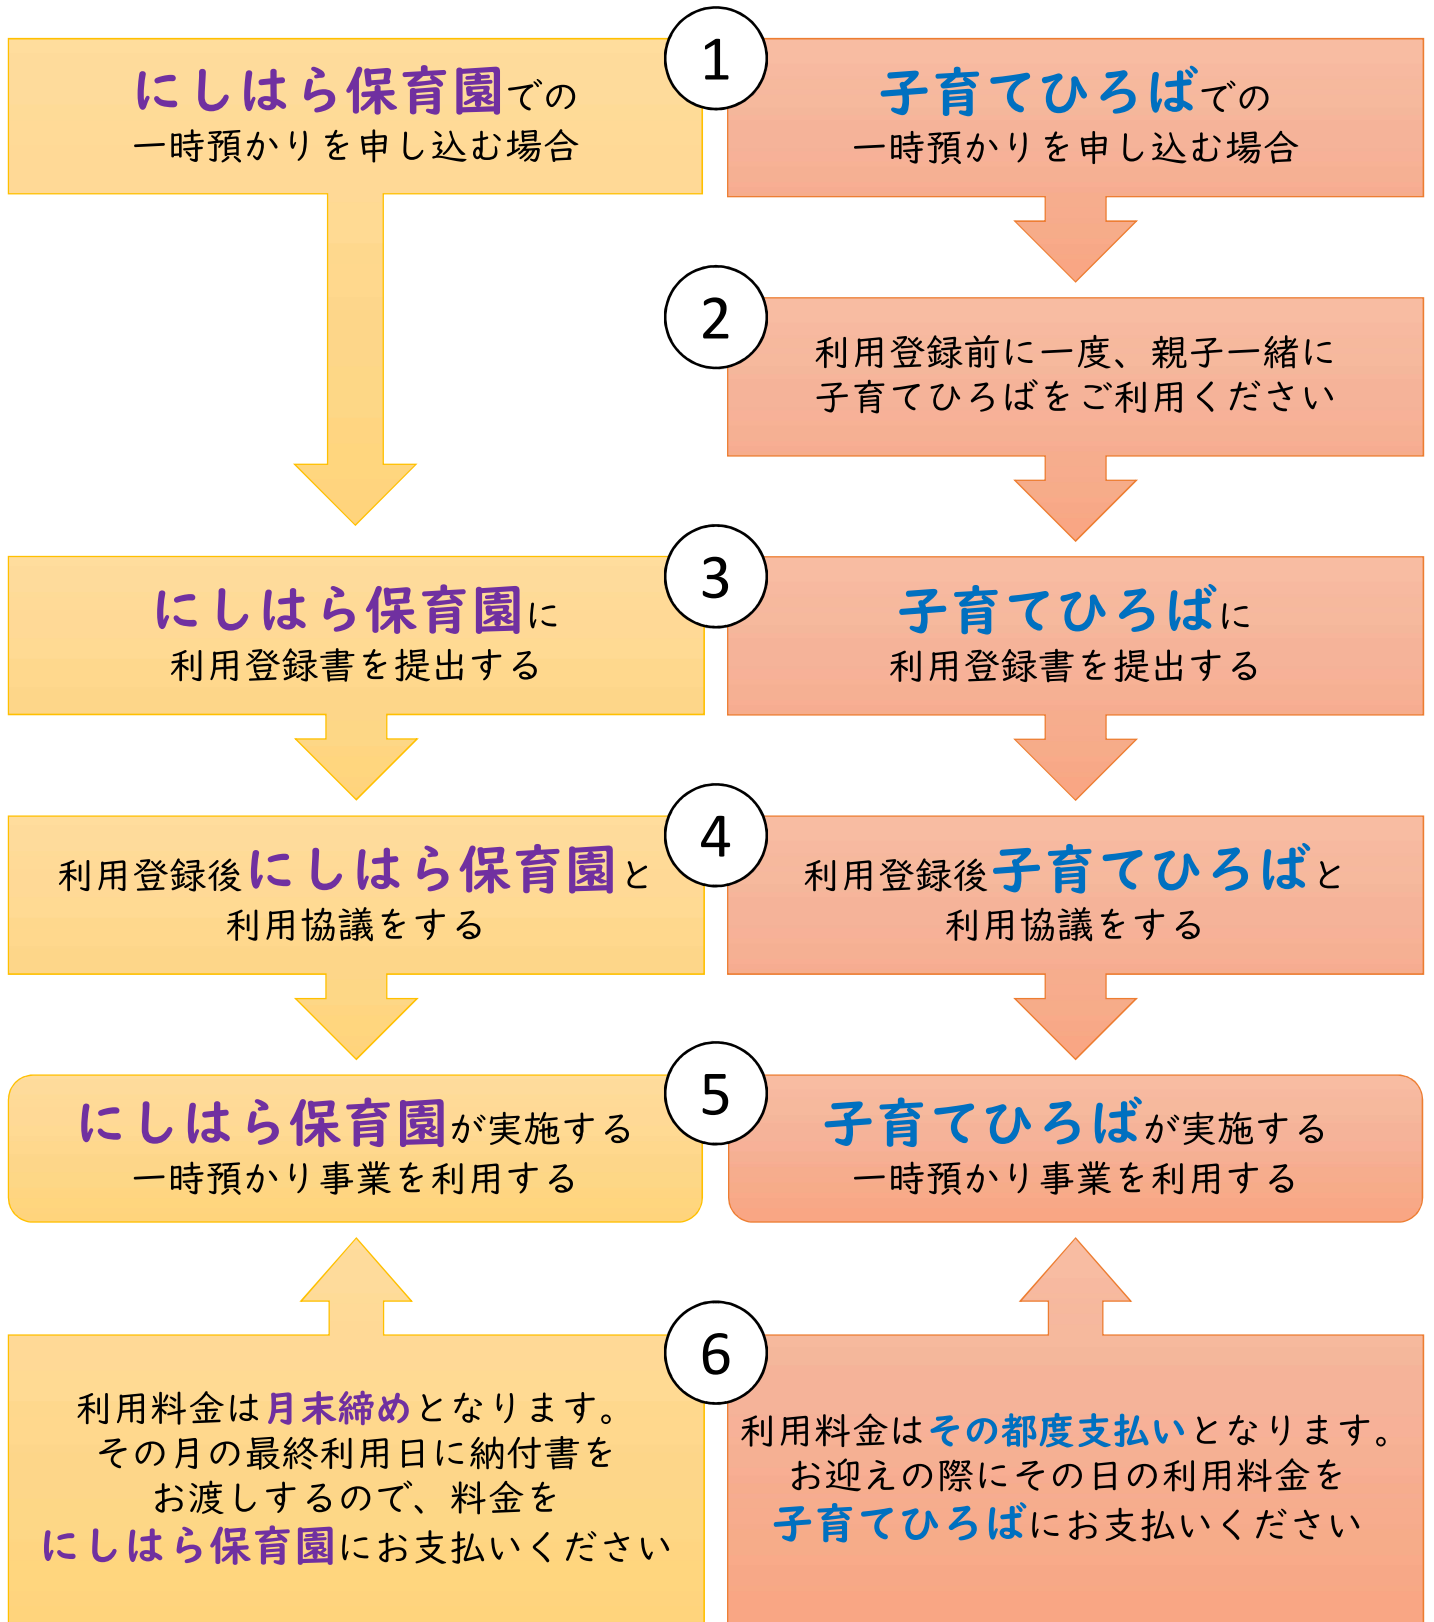 1
にしはら保育園での
一時預かりを申し込む場合
子育てひろばでの
一時預かりを申し込む場合
2
利用登録前に一度、親子一緒に
子育てひろばをご利用ください
3
にしはら保育園に
利用登録書を提出する
子育てひろばに
利用登録書を提出する
4
利用登録後にしはら保育園と
利用協議をする
利用登録後子育てひろばと
利用協議をする
5
にしはら保育園が実施する
一時預かり事業を利用する
子育てひろばが実施する
一時預かり事業を利用する
6
利用料金は月末締めとなります。
その月の最終利用日に納付書を
お渡しするので、料金を
にしはら保育園にお支払いください
利用料金はその都度支払いとなります。
お迎えの際にその日の利用料金を
子育てひろばにお支払いください